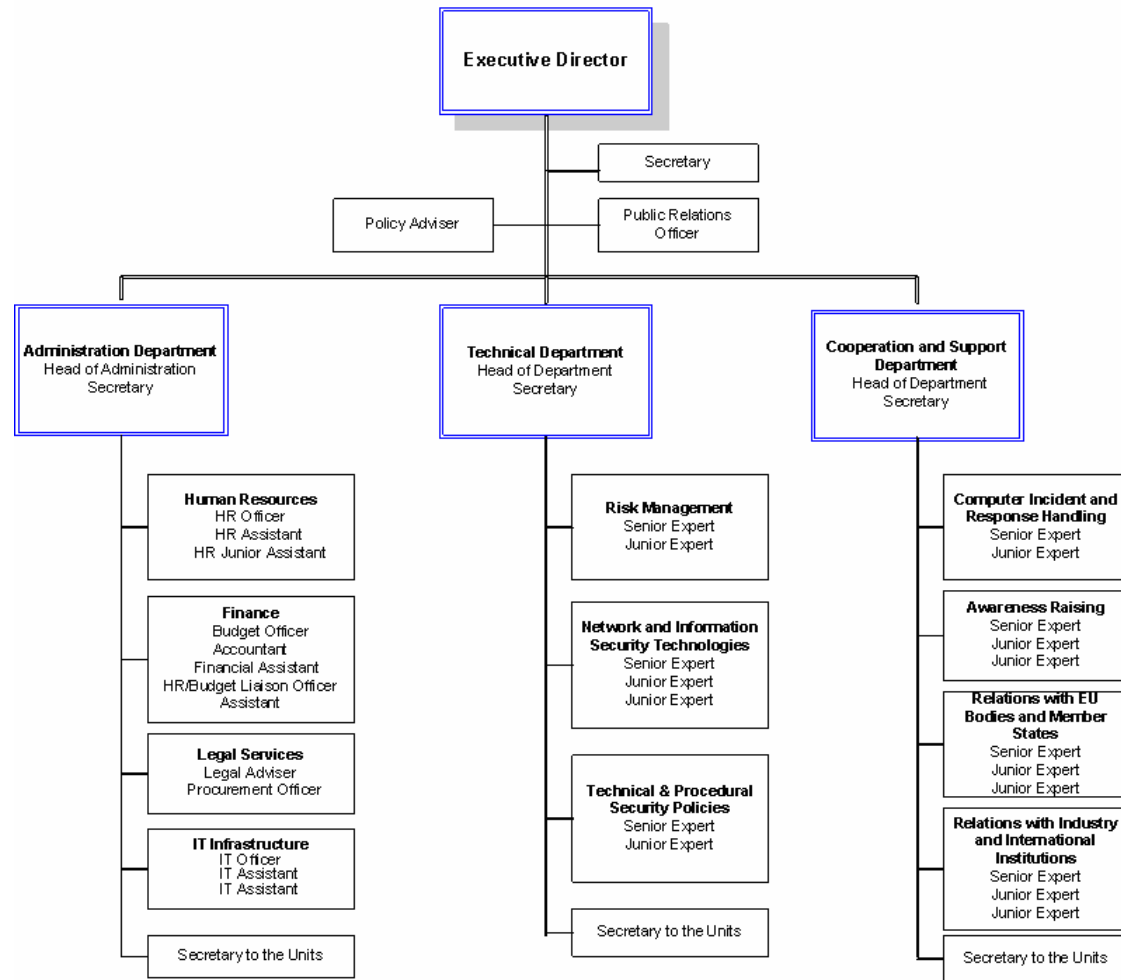 Executive Director
Secretary
Policy Adviser
Public Relations
Officer
Administration Department
Head of Administration
Secretary
Technical Department
Head of Department
Secretary
Cooperation and Support
Department
Head of Department
Secretary
Human Resources
HR Officer
HR Assistant
HR Junior Assistant
Finance
Budget Officer
Accountant
Financial Assistant
HR/Budget Liaison Officer
Assistant
Legal Services
Legal Adviser
Procurement Officer
IT Infrastructure
IT Officer
IT Assistant
IT Assistant
Secretary to the Units
Risk Management
Senior Expert
Junior Expert
Network and Information
Security Technologies
Senior Expert
Junior Expert
Junior Expert
Technical & Procedural
Security Policies
Senior Expert
Junior Expert
Secretary to the Units
Computer Incident and
Response Handling
Senior Expert
Junior Expert
Awareness Raising
Senior Expert
Junior Expert
Junior Expert
Relations with EU
Bodies and Member
States
Senior Expert
Junior Expert
Junior Expert
Relations with Industry
and International
Institutions
Senior Expert
Junior Expert
Junior Expert
Secretary to the Units